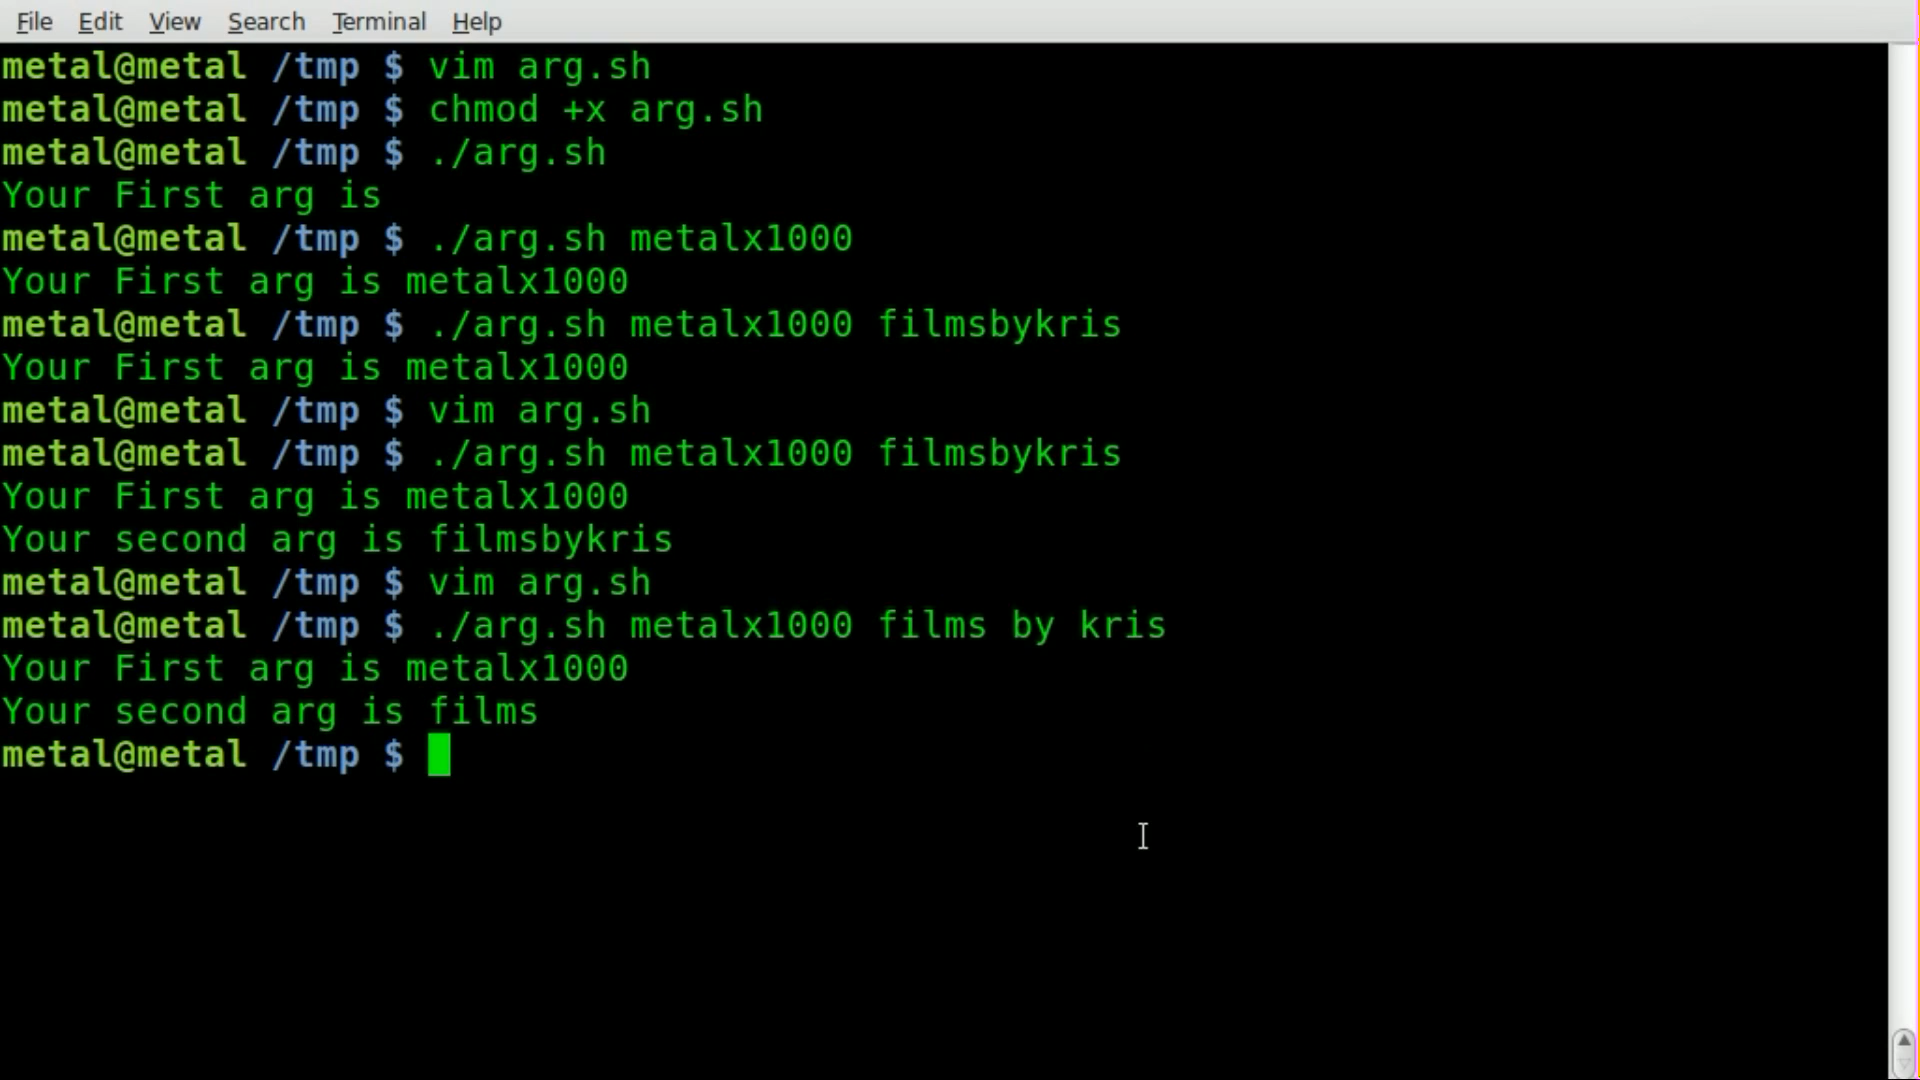 File Edit View Search Terminal Help
metal@metal /tmp $ vim arg.sh
metal@metal /tmp $ chmod +x arg.sh
metal@metal /tmp $ ./arg.sh
Your First arg is
metal@metal /tmp $ ./arg.sh metalx1000
Your First arg is metalx1000
metal@metal /tmp $ ./arg.sh metalx1000 filmsbykris
Your First arg is metalx1000
metal@metal /tmp $ vim arg.sh
metal@metal /tmp $ ./arg.sh metalx1000 filmsbykris
Your First arg is metalx1000
Your second arg is filmsbykris
metal@metal /tmp $ vim arg.sh
metal@metal /tmp $ ./arg.sh metalx1000 films by kris
Your First arg is metalx1000
Your second arg is films
metal@metal /tmp $